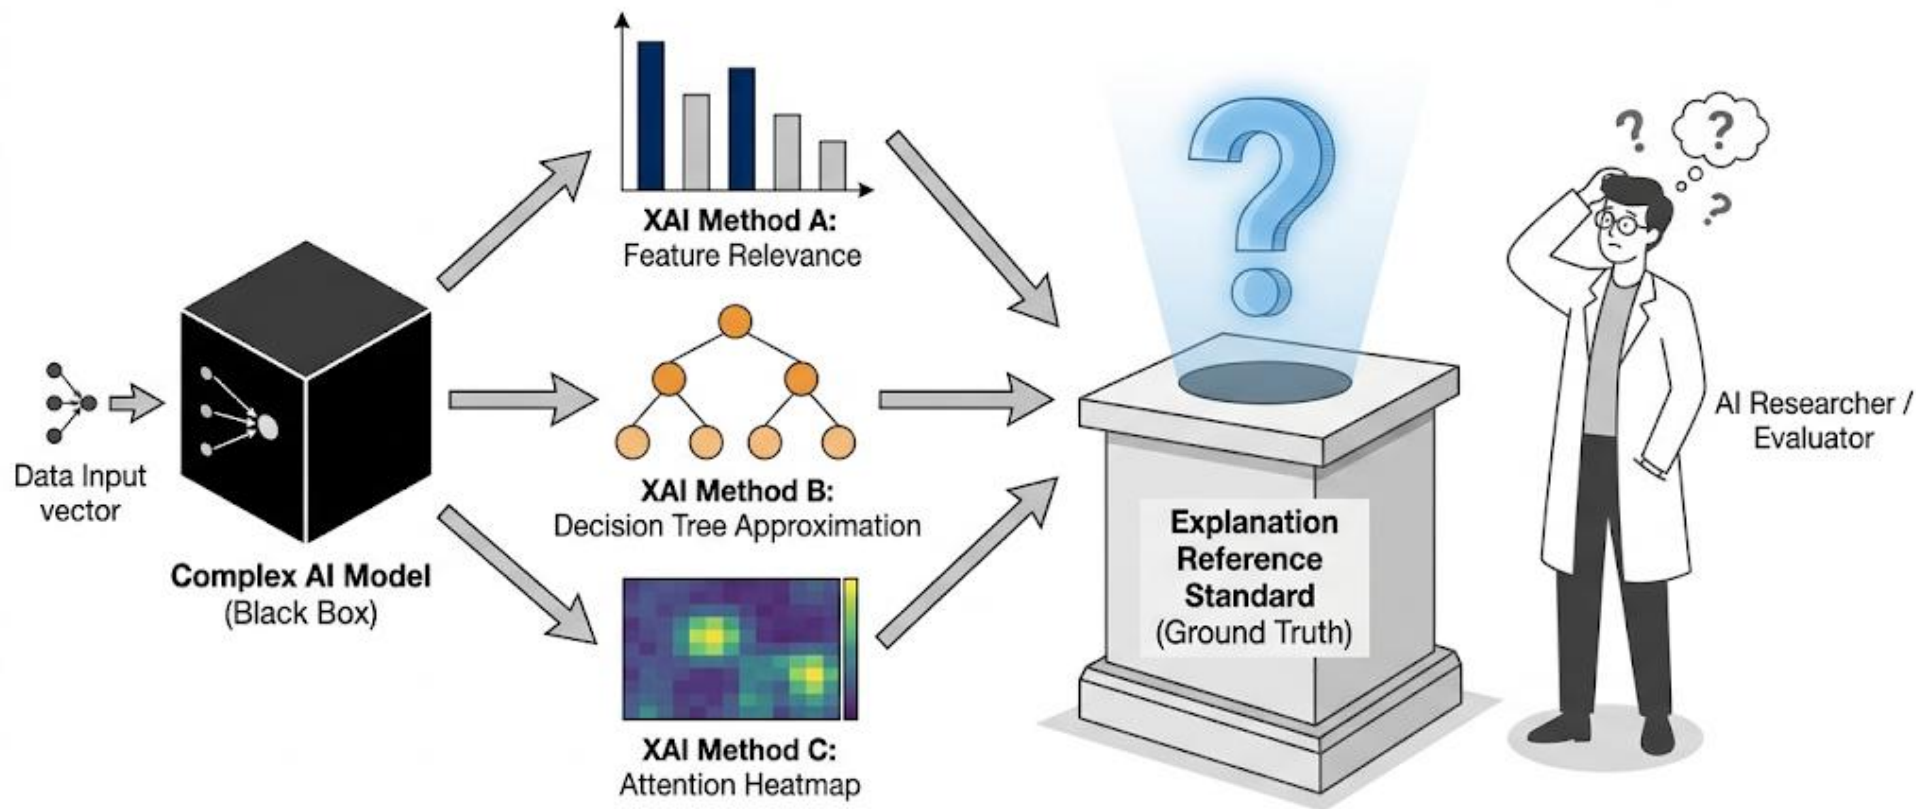 Data Input
vector
Complex AI Model
(Black Box)
XAI Method A:
Feature Relevance
XAI Method B:
Decision Tree Approximation
XAI Method C:
Attention Heatmap
?
Explanation
Reference
Standard
(Ground Truth)
?
?
?
AI Researcher /
Evaluator